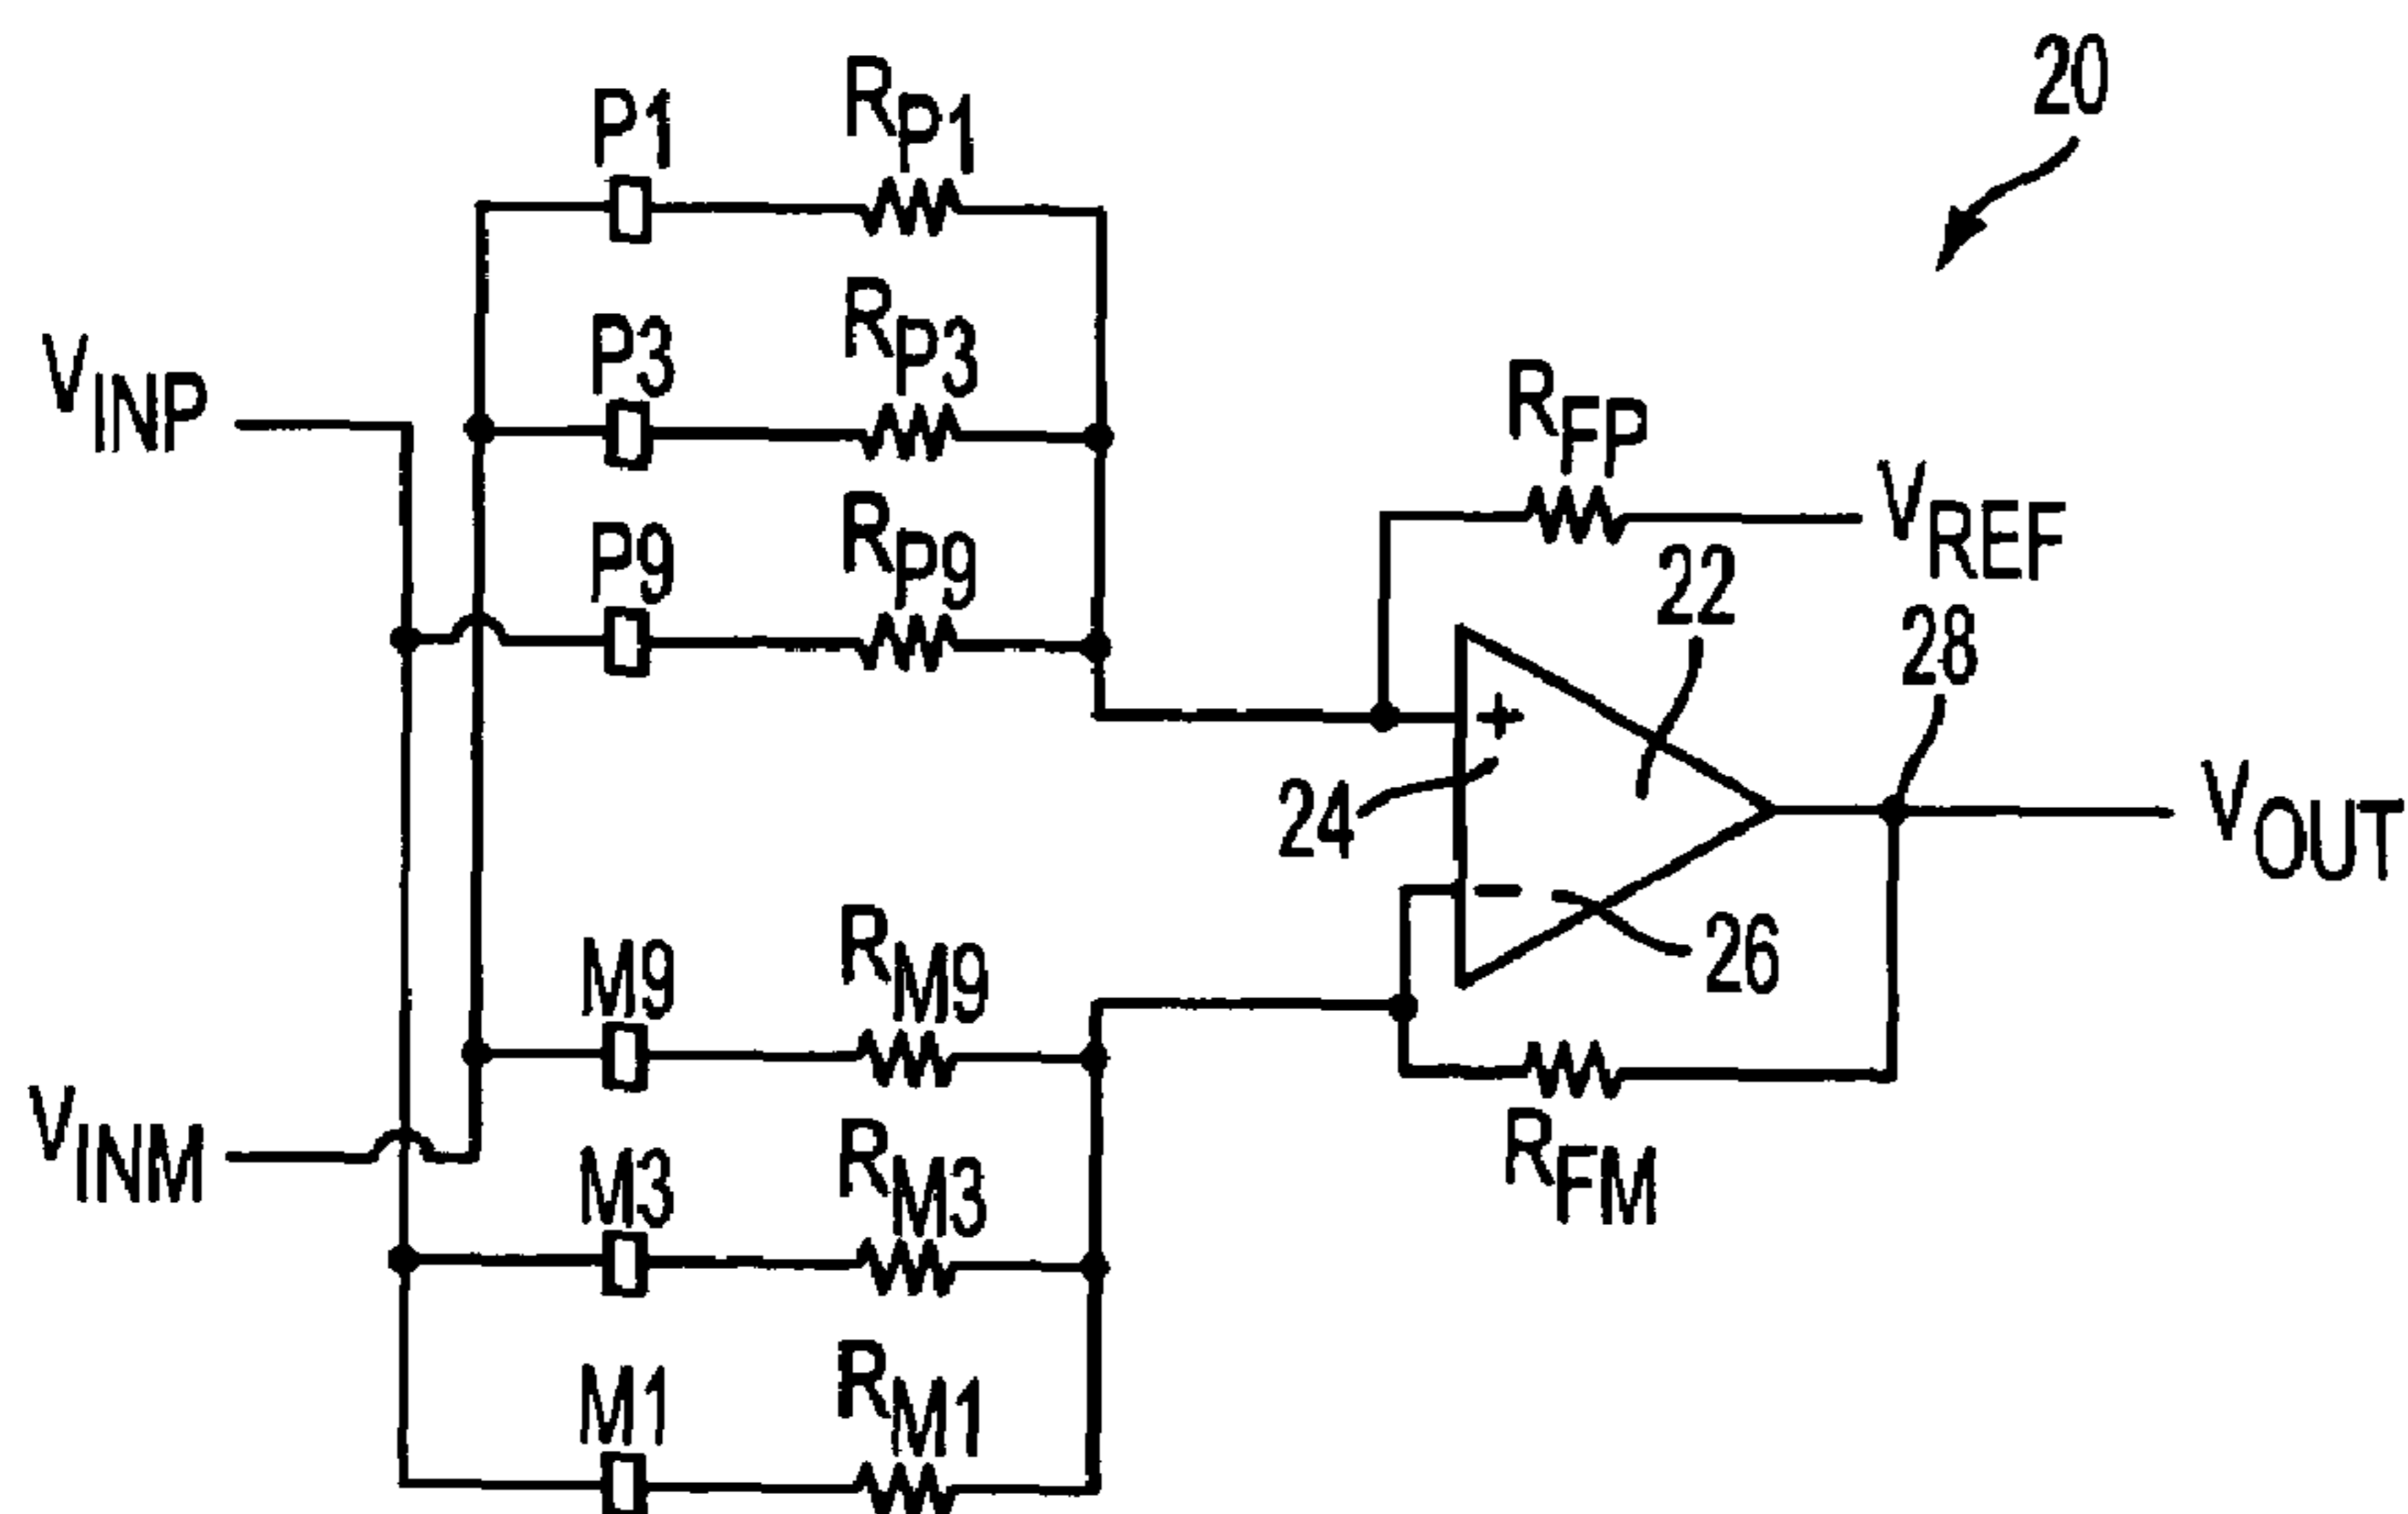 20
P1
RP1
P3
RP3
VINP
RFP
P9
RP9
VREF
22
28
+
24
VOUT
−
26
M9
RM9
VINM
M3
RM3
RFM
M1
RM1